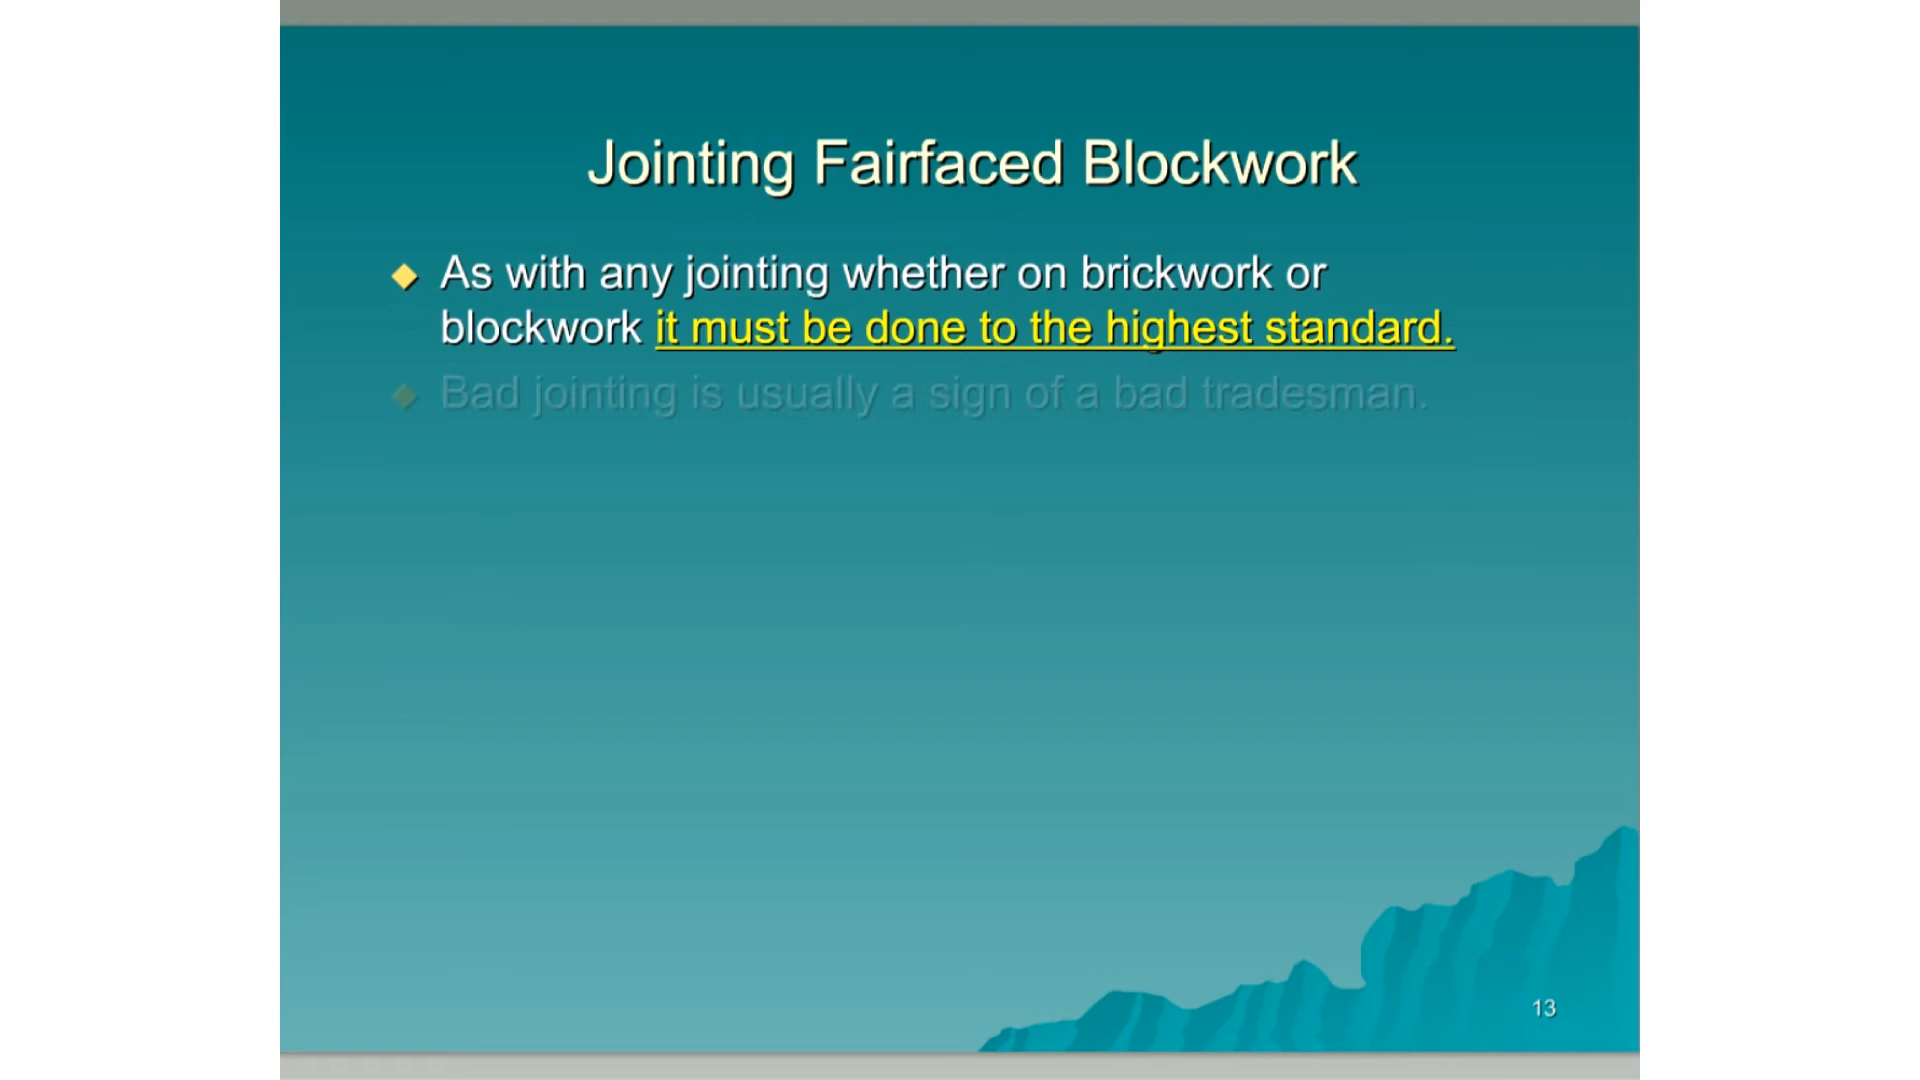 Jointing Fairfaced Blockwork
As with any jointing whether on brickwork or
blockwork it must be done to the highest standard.
Bad jointing is usually a sign of a bad tradesman.
13